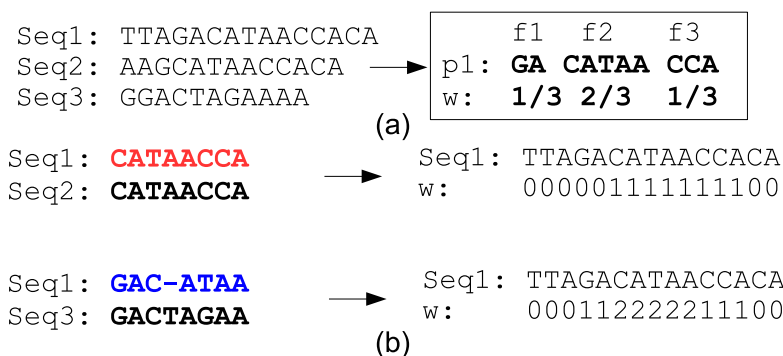 Seq1: TTAGACATAACCACA
Seq2: AAGCATAACCACA
Seq3: GGACTAGAAAA
f1 f2 f3
p1: GA CATAA CCA
w: 1/3 2/3 1/3
(a)
Seq1: CATAACCA
Seq2: CATAACCA
Seq1: TTAGACATAACCACA
w: 000001111111100
Seq1: GAC-ATAA
Seq3: GACTAGAA
Seq1: TTAGACATAACCACA
w: 000112222211100
(b)